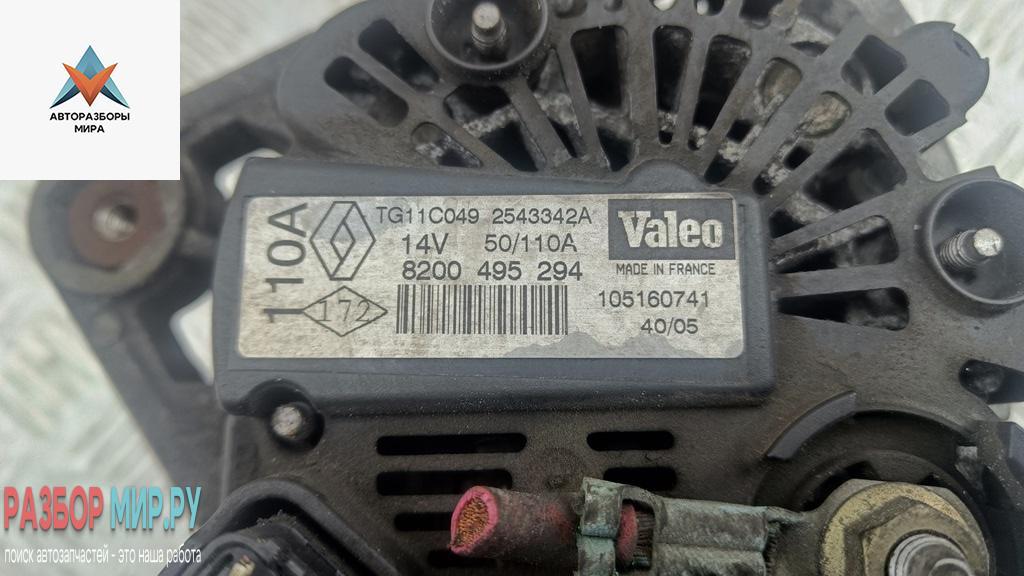 АВТОРАЗБОРЫ
МИРА
110A
TG11C049 2543342A
14V 50/110A
8200 495 294
172
Valeo
MADE IN FRANCE
105160741
40/05
РАЗБОР МИР.РУ
поиск автозапчастей - это наша работа